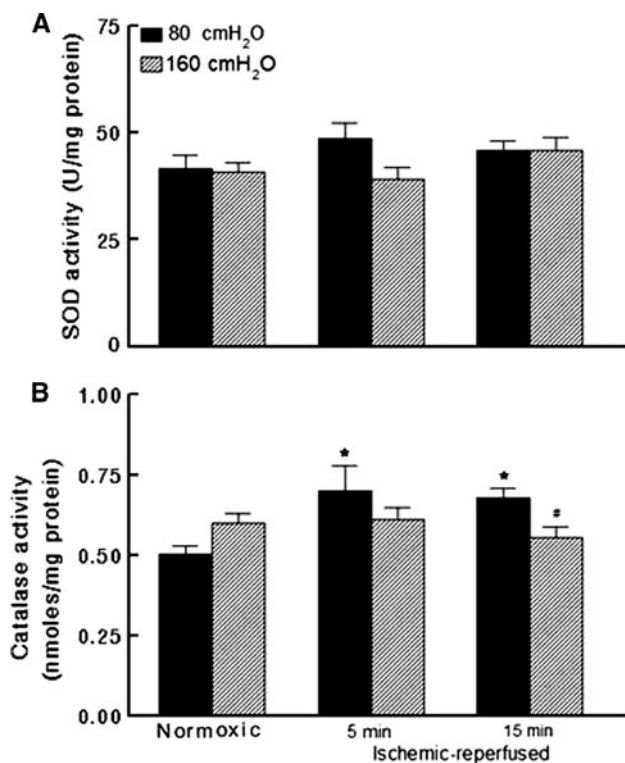 A
75
80 cmH₂O
160 cmH₂O
50
25
0
SOD activity (U/mg protein)
B
1.00
0.75
0.50
0.25
0.00
Catalase activity
(nmoles/mg protein)
*
*
#
Normoxic
5 min
15 min
Ischemic-reperfused